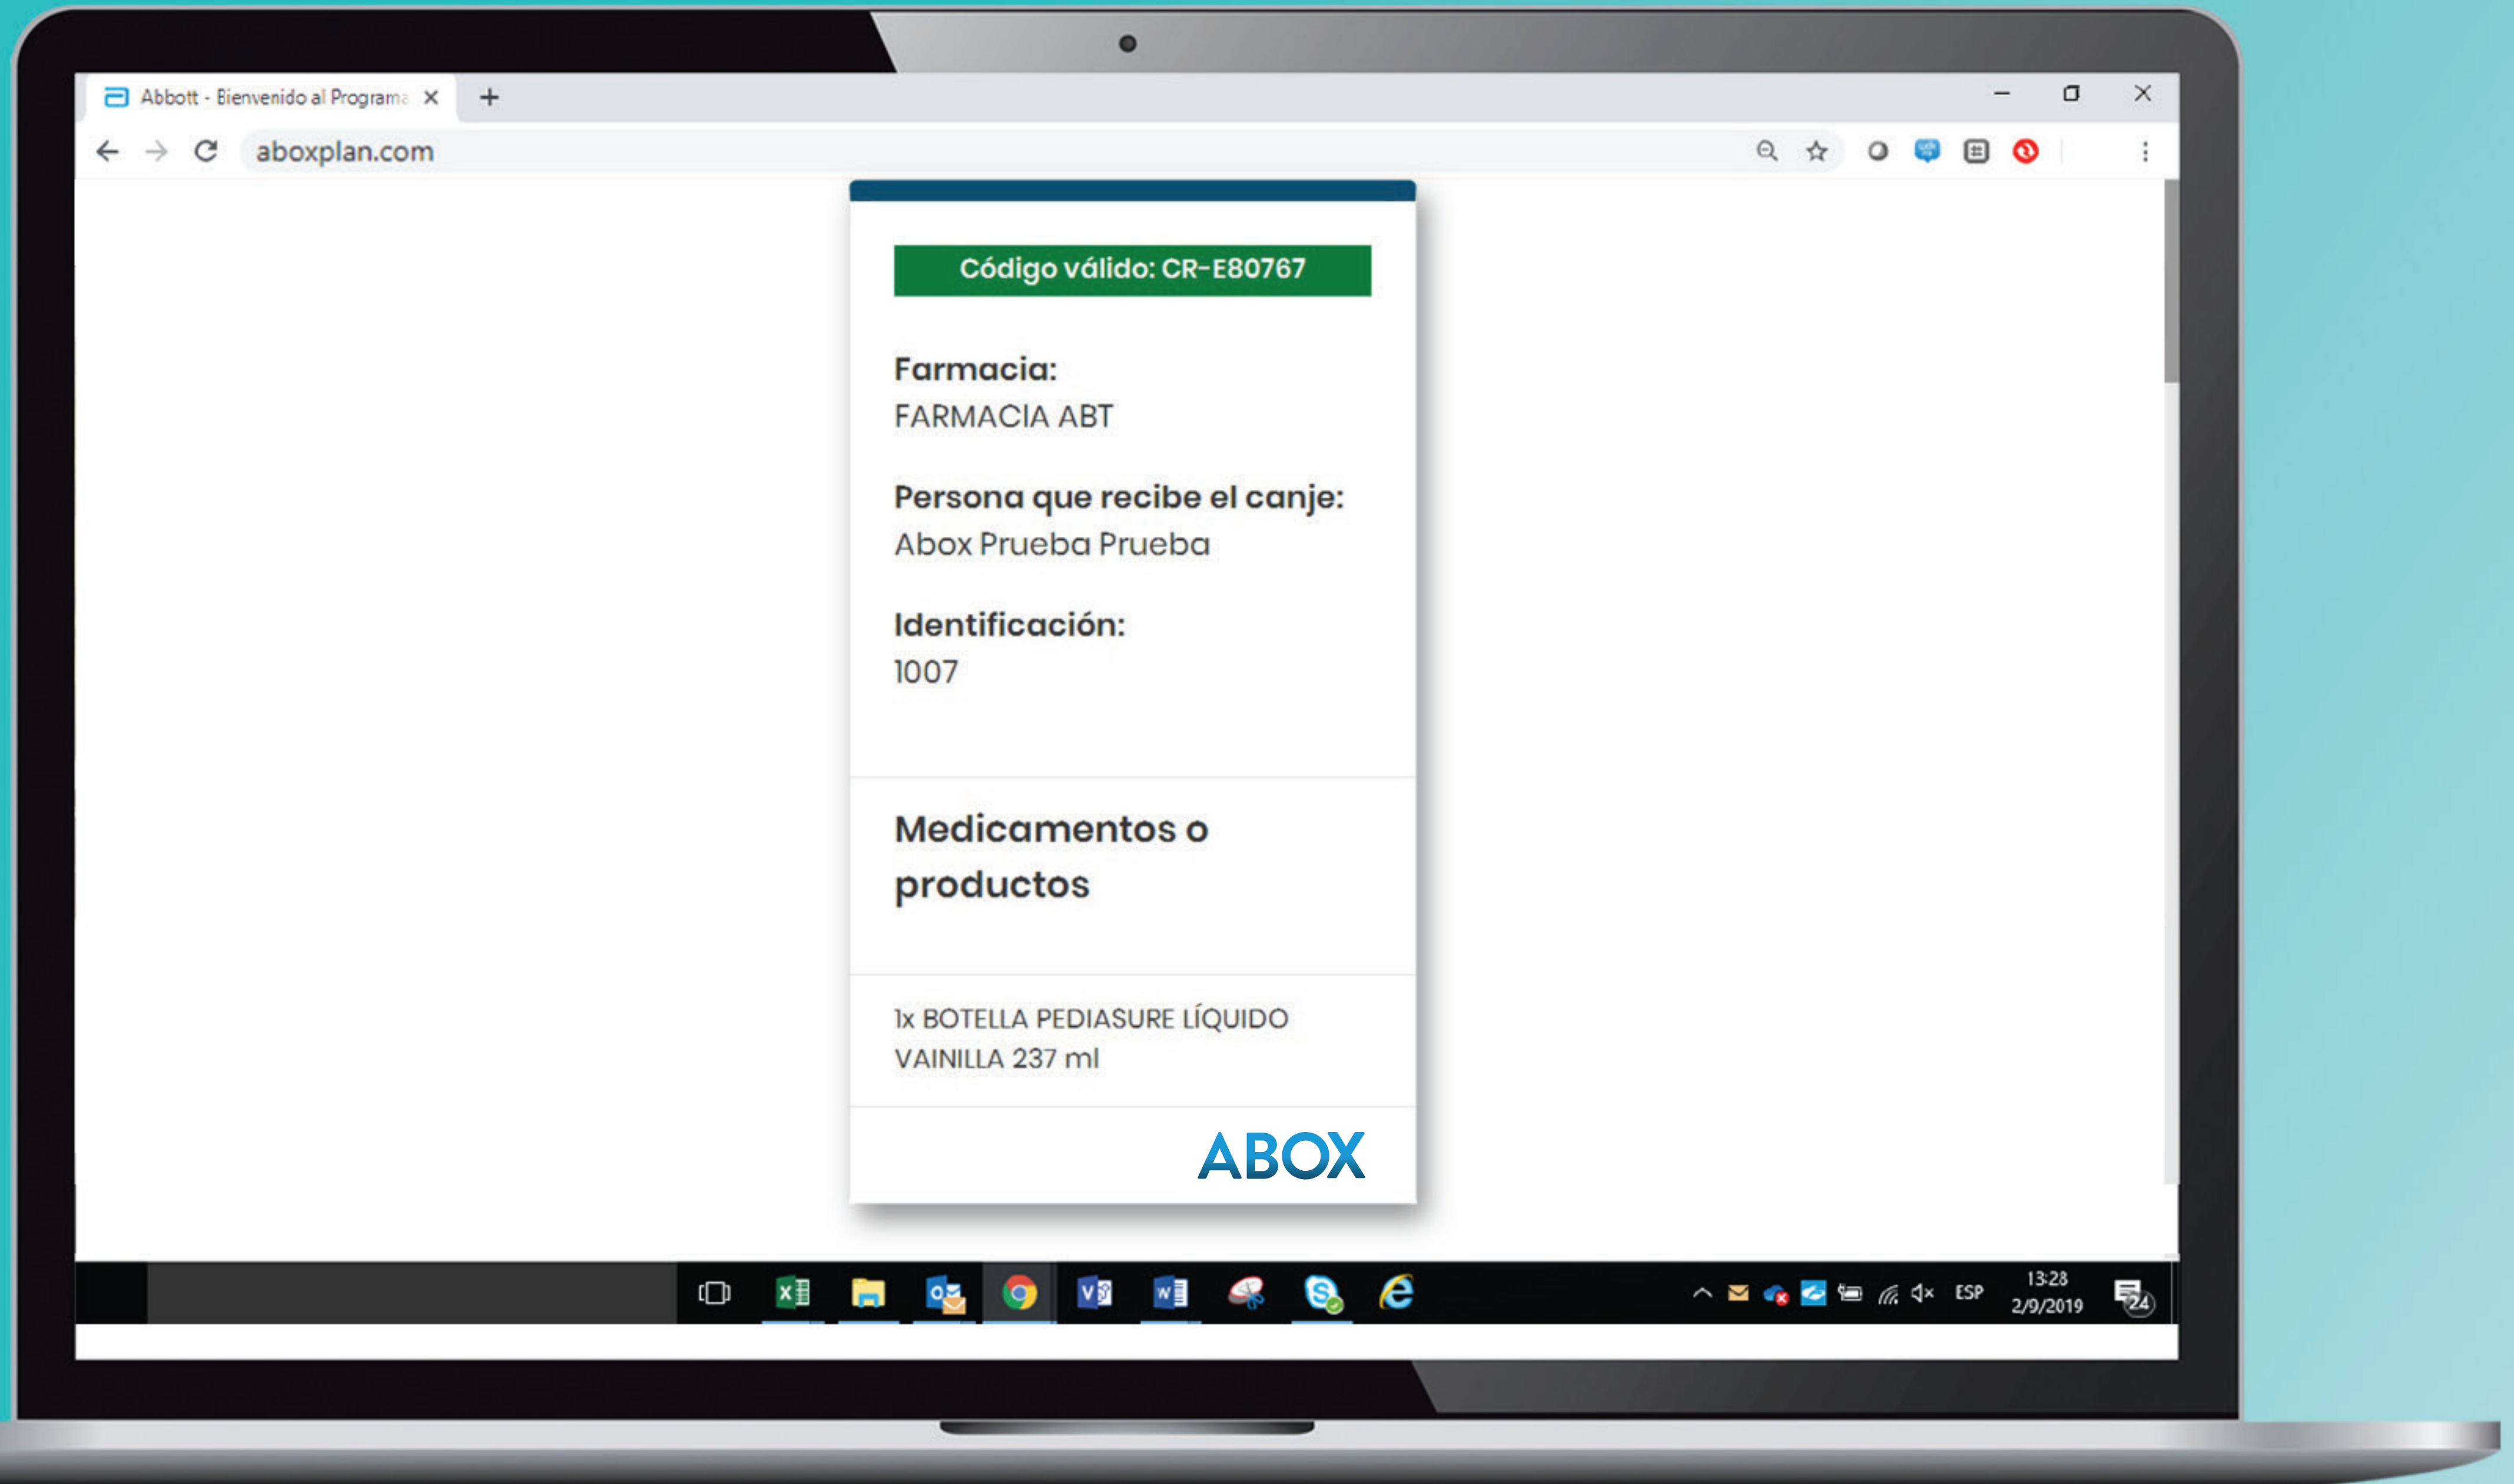 Abbott - Bienvenido al Programa
aboxplan.com
Código válido: CR-E80767
Farmacia:
FARMACIA ABT
Persona que recibe el canje:
Abox Prueba Prueba
Identificación:
1007
Medicamentos o
productos
1x BOTELLA PEDIASURE LÍQUIDO
VAINILLA 237 ml
ABOX
ESP
13:28
2/9/2019
24